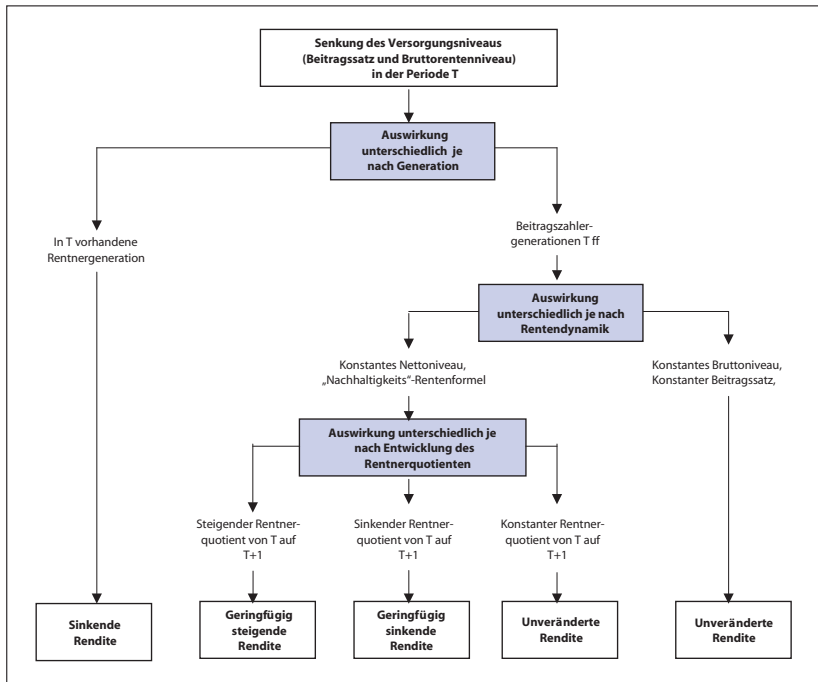 Senkung des Versorgungsniveaus
(Beitragssatz und Bruttorentenniveau)
in der Periode T
Auswirkung
unterschiedlich je
nach Generation
In T vorhandene
Rentnergeneration
Beitragszahler-
generationen T ff
Auswirkung
unterschiedlich je nach
Rentendynamik
Konstantes Nettoniveau,
„Nachhaltigkeits“-Rentenformel
Konstantes Bruttoniveau,
Konstanter Beitragssatz,
Auswirkung unterschiedlich je
nach Entwicklung des
Rentnerquotienten
Steigender Rentner-
quotient von T auf
T+1
Sinkender Rentner-
quotient von T auf
T+1
Konstanter Rentner-
quotient von T auf
T+1
Sinkende
Rendite
Geringfügig
steigende
Rendite
Geringfügig
sinkende
Rendite
Unveränderte
Rendite
Unveränderte
Rendite